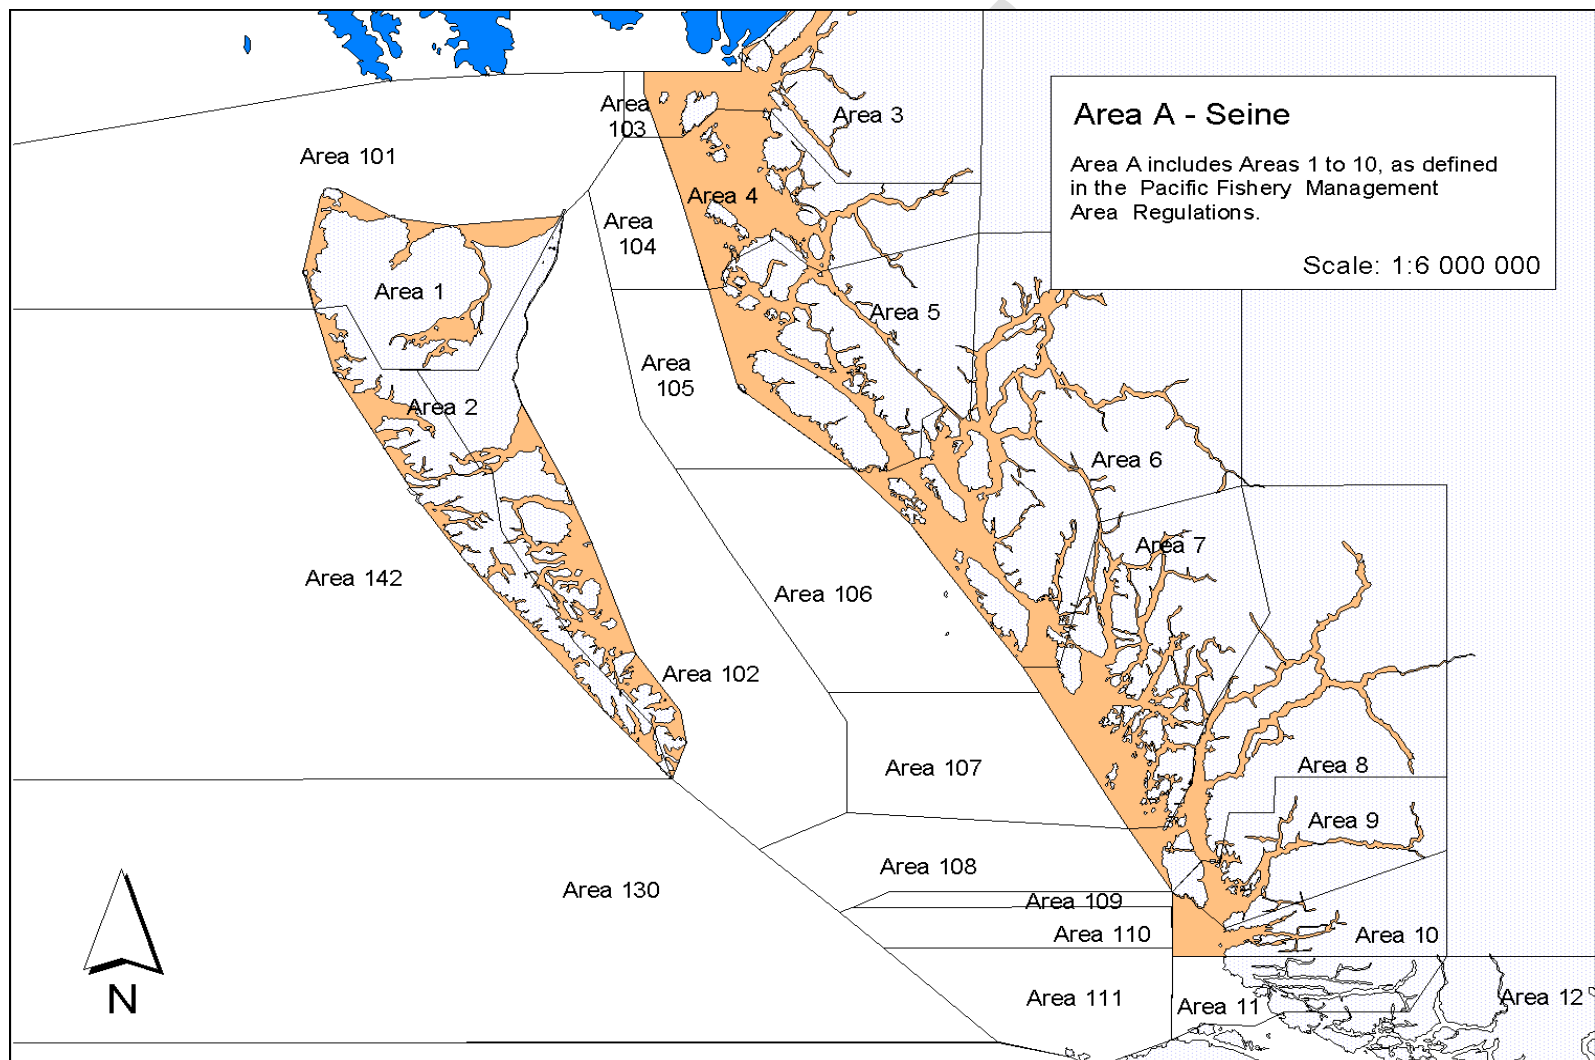 Area 3
Area A - Seine
Area A includes Areas 1 to 10, as defined
in the Pacific Fishery Management
Area Regulations.
Scale: 1:6 000 000
Area
103
Area 101
Area 4
Area
104
Area 1
Area 5
Area
105
Area 2
Area 6
Area 7
Area 142
Area 106
Area 102
Area 107
Area 8
Area 9
Area 108
Area 130
Area 109
Area 110
Area 10
Area 111
Area 11
Area 12
N